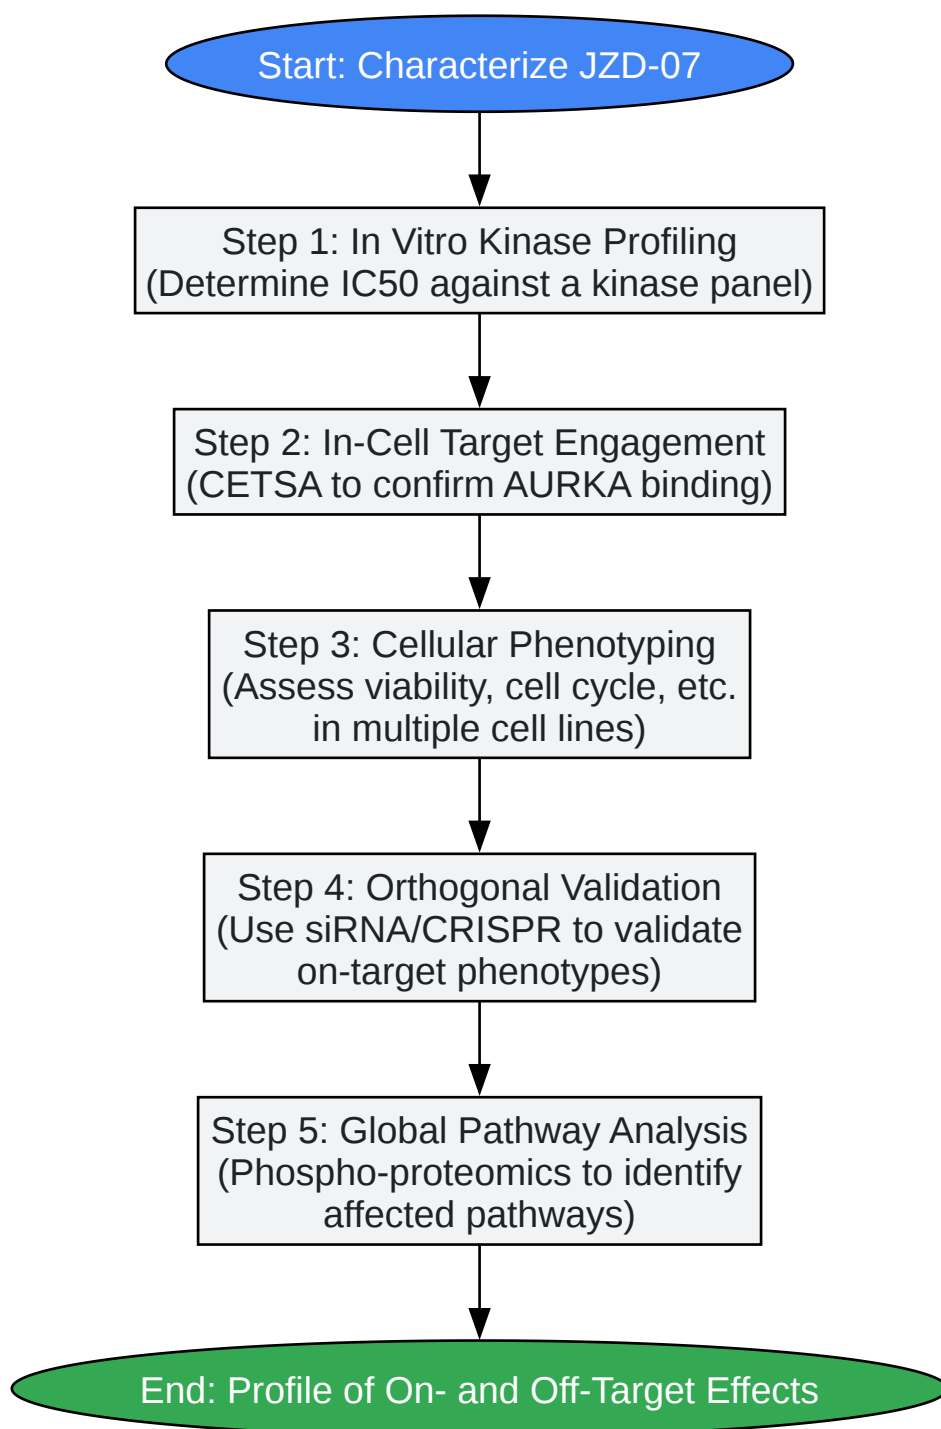 Start: Characterize JZD-07
Step 1: In Vitro Kinase Profiling
(Determine IC50 against a kinase panel)
Step 2: In-Cell Target Engagement
(CETSA to confirm AURKA binding)
Step 3: Cellular Phenotyping
(Assess viability, cell cycle, etc.
in multiple cell lines)
Step 4: Orthogonal Validation
(Use siRNA/CRISPR to validate
on-target phenotypes)
Step 5: Global Pathway Analysis
(Phospho-proteomics to identify
affected pathways)
End: Profile of On- and Off-Target Effects